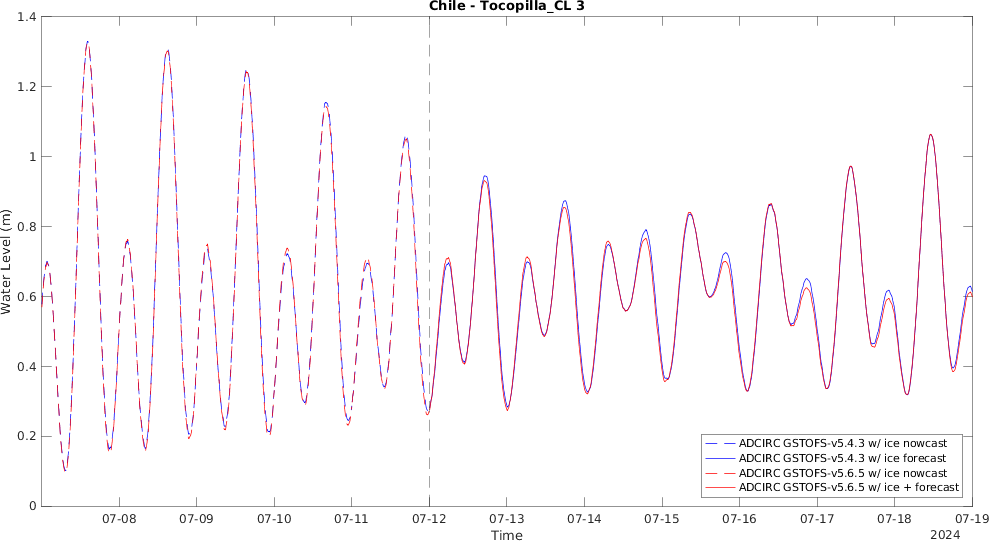 Chile - Tocopilla_CL 3
1.4
1.2
1
0.8
0.6
0.4
0.2
0
Water Level (m)
ADCIRC GSTOFS-v5.4.3 w/ ice nowcast
ADCIRC GSTOFS-v5.4.3 w/ ice forecast
ADCIRC GSTOFS-v5.6.5 w/ ice nowcast
ADCIRC GSTOFS-v5.6.5 w/ ice + forecast
07-08 07-09 07-10 07-11 07-12 07-13 07-14 07-15 07-16 07-17 07-18 07-19
Time
2024